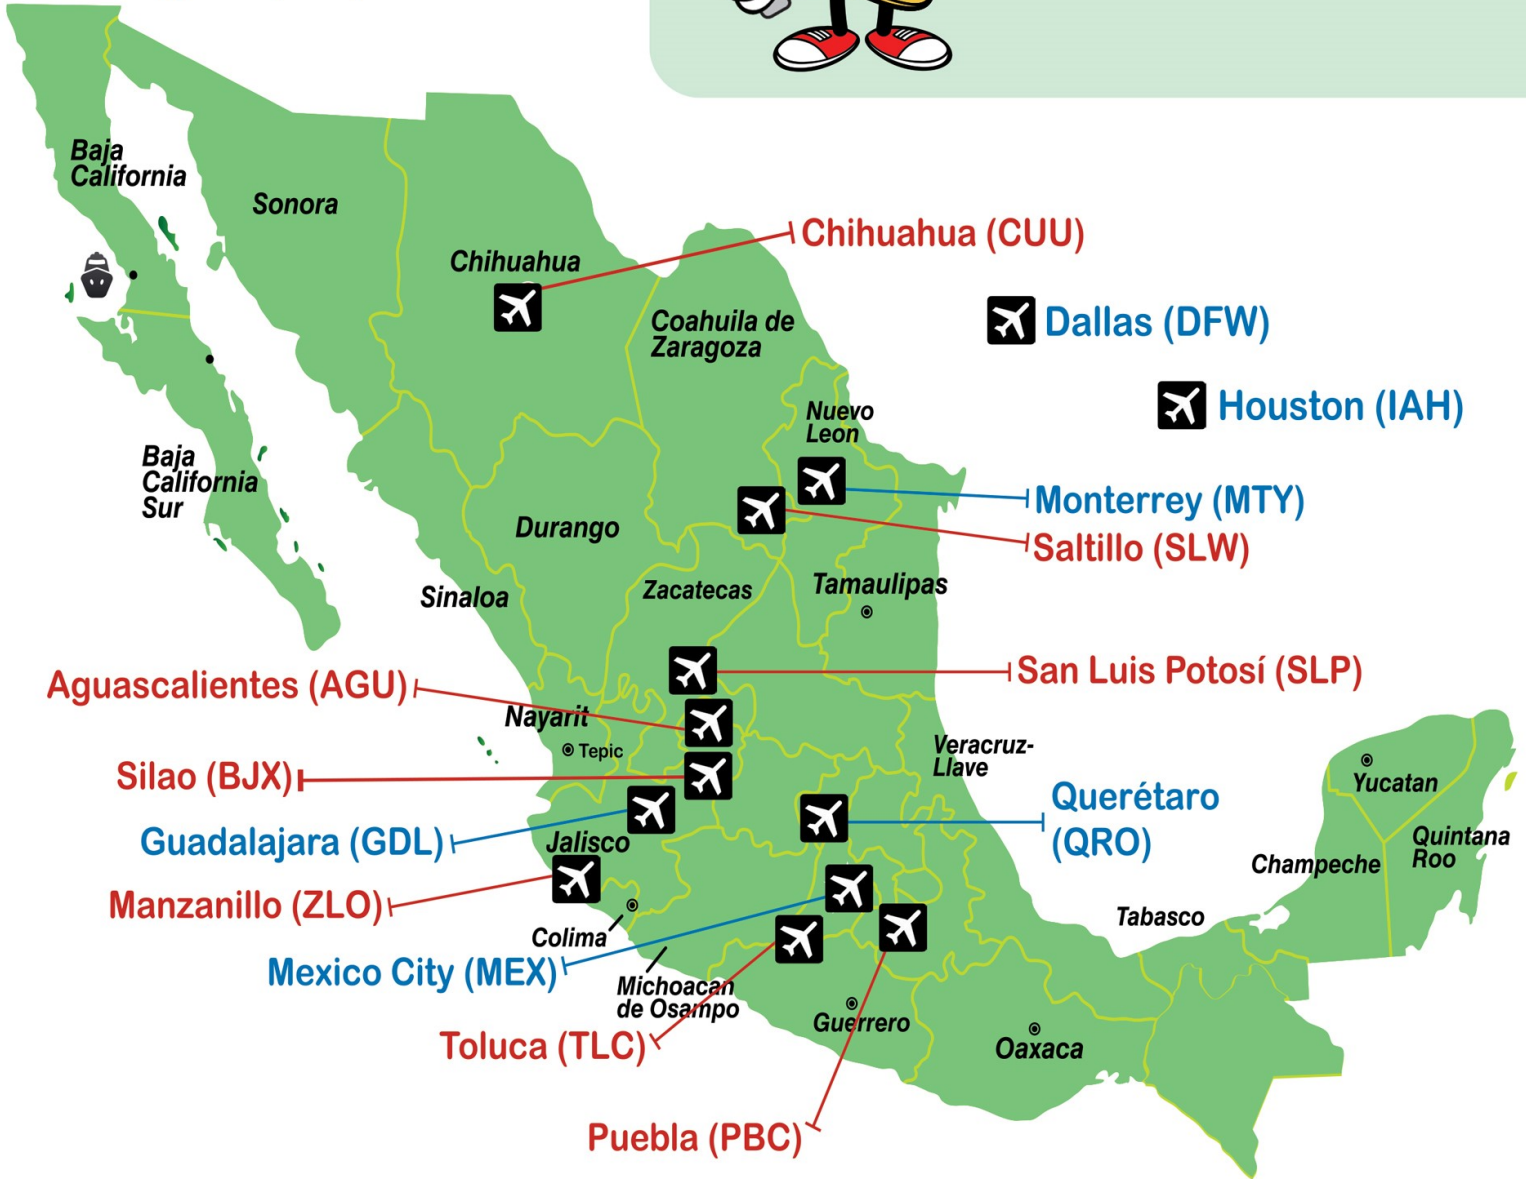 Baja
California
Sonora
Chihuahua (CUU)
Chihuahua
Coahuila de
Zaragoza
Dallas (DFW)
Houston (IAH)
Nuevo
Leon
Baja
California
Sur
Monterrey (MTY)
Durango
Saltillo (SLW)
Sinaloa
Zacatecas
Tamaulipas
Aguascalientes (AGU)
San Luis Potosí (SLP)
Nayarit
Tepic
Veracruz-
Llave
Silao (BJX)
Yucatan
Querétaro
(QRO)
Guadalajara (GDL)
Jalisco
Quintana
Roo
Champeche
Manzanillo (ZLO)
Tabasco
Colima
Mexico City (MEX)
Michoacan
de Osampo
Guerrero
Toluca (TLC)
Oaxaca
Puebla (PBC)